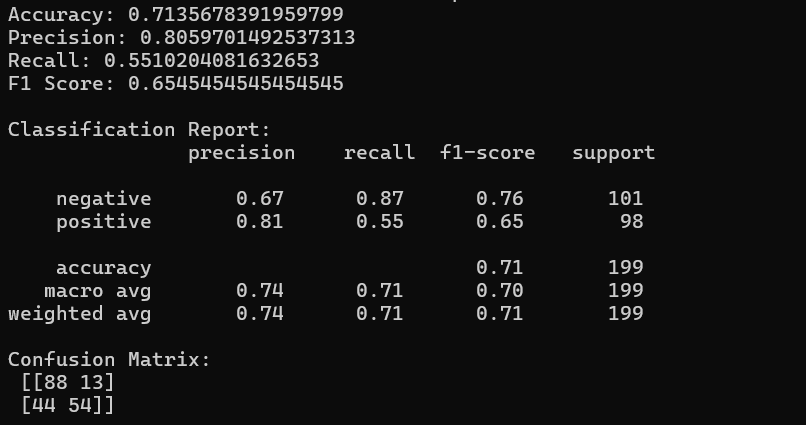 Accuracy: 0.7135678391959799
Precision: 0.8059701492537313
Recall: 0.5510204081632653
F1 Score: 0.6545454545454545
Classification Report:
precision recall f1-score support
negative 0.67 0.87 0.76 101
positive 0.81 0.55 0.65 98
accuracy 0.71 199
macro avg 0.74 0.71 0.70 199
weighted avg 0.74 0.71 0.71 199
Confusion Matrix:
[[88 13]
[44 54]]